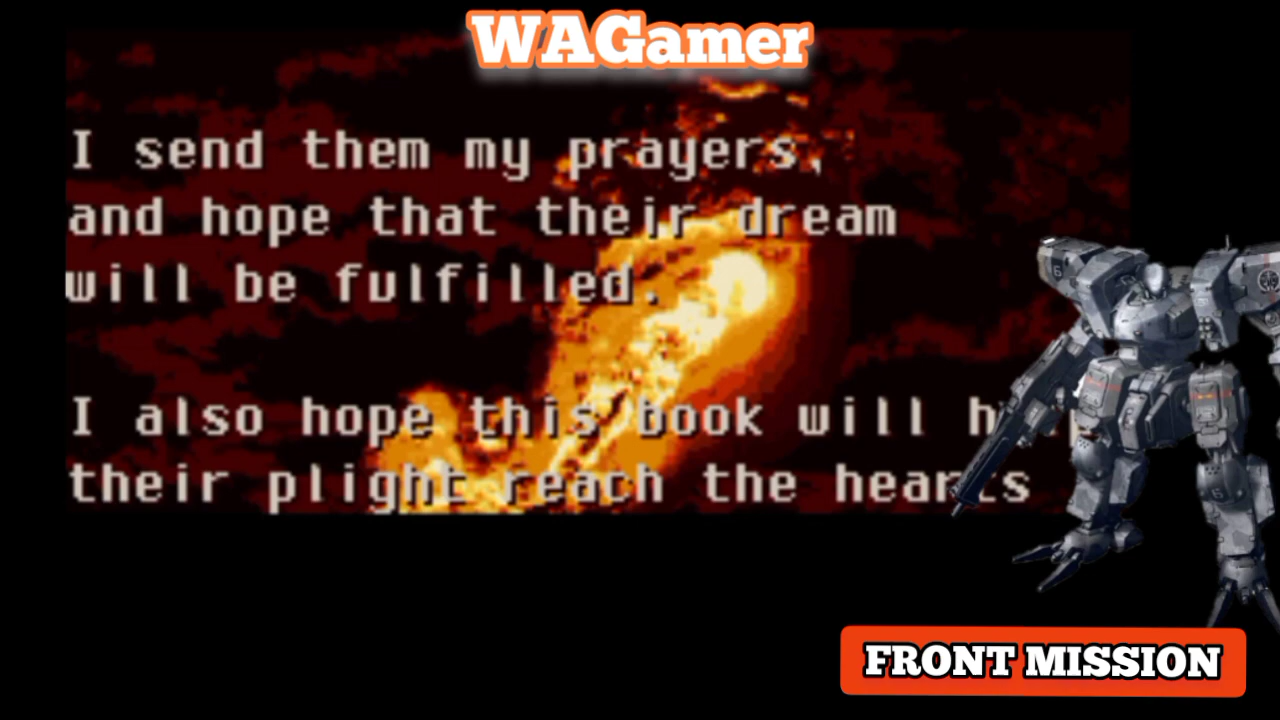 WAGamer
I send them my prayers,
and hope that their dream
will be fulfilled.
I also hope this book will
their plight reach the hearts
FRONT MISSION